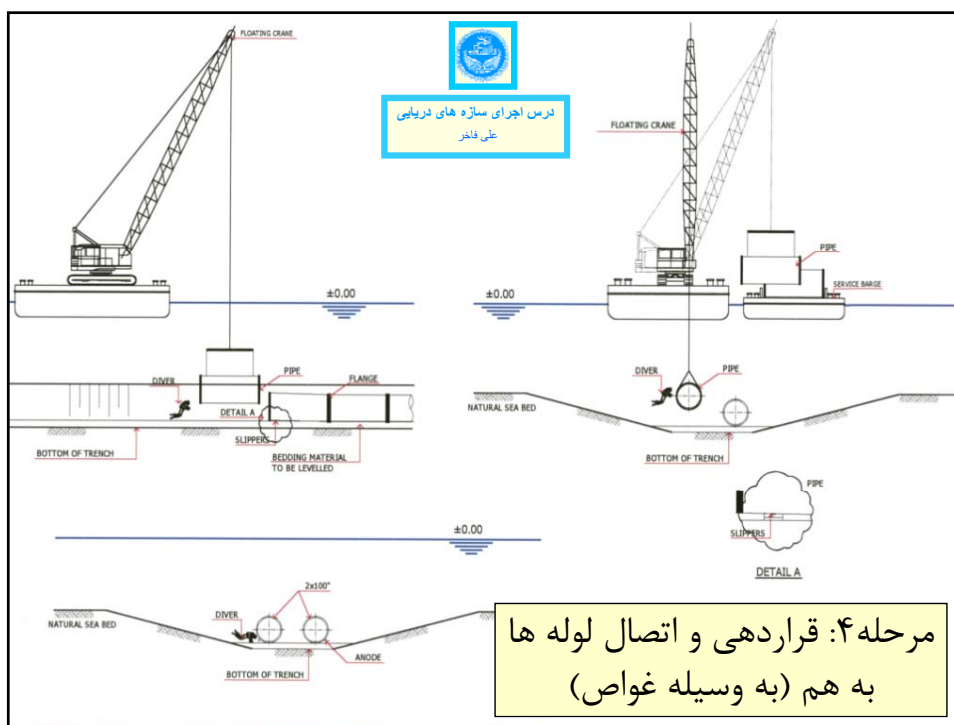 FLOATING CRANE
درس اجرای سازه های دریایی
علی فاخر
±0.00
DIVER
PIPE
FLANGE
DETAIL A
SLIPPERS
BOTTOM OF TRENCH
BEDDING MATERIAL
TO BE LEVELLED
FLOATING CRANE
PIPE
SERVICE BARGE
±0.00
DIVER
PIPE
NATURAL SEA BED
BOTTOM OF TRENCH
PIPE
SLIPPERS
DETAIL A
±0.00
2x100"
DIVER
NATURAL SEA BED
ANODE
BOTTOM OF TRENCH
مرحله۴: قراردهی و اتصال لوله ها
به هم (به وسیله غواص)